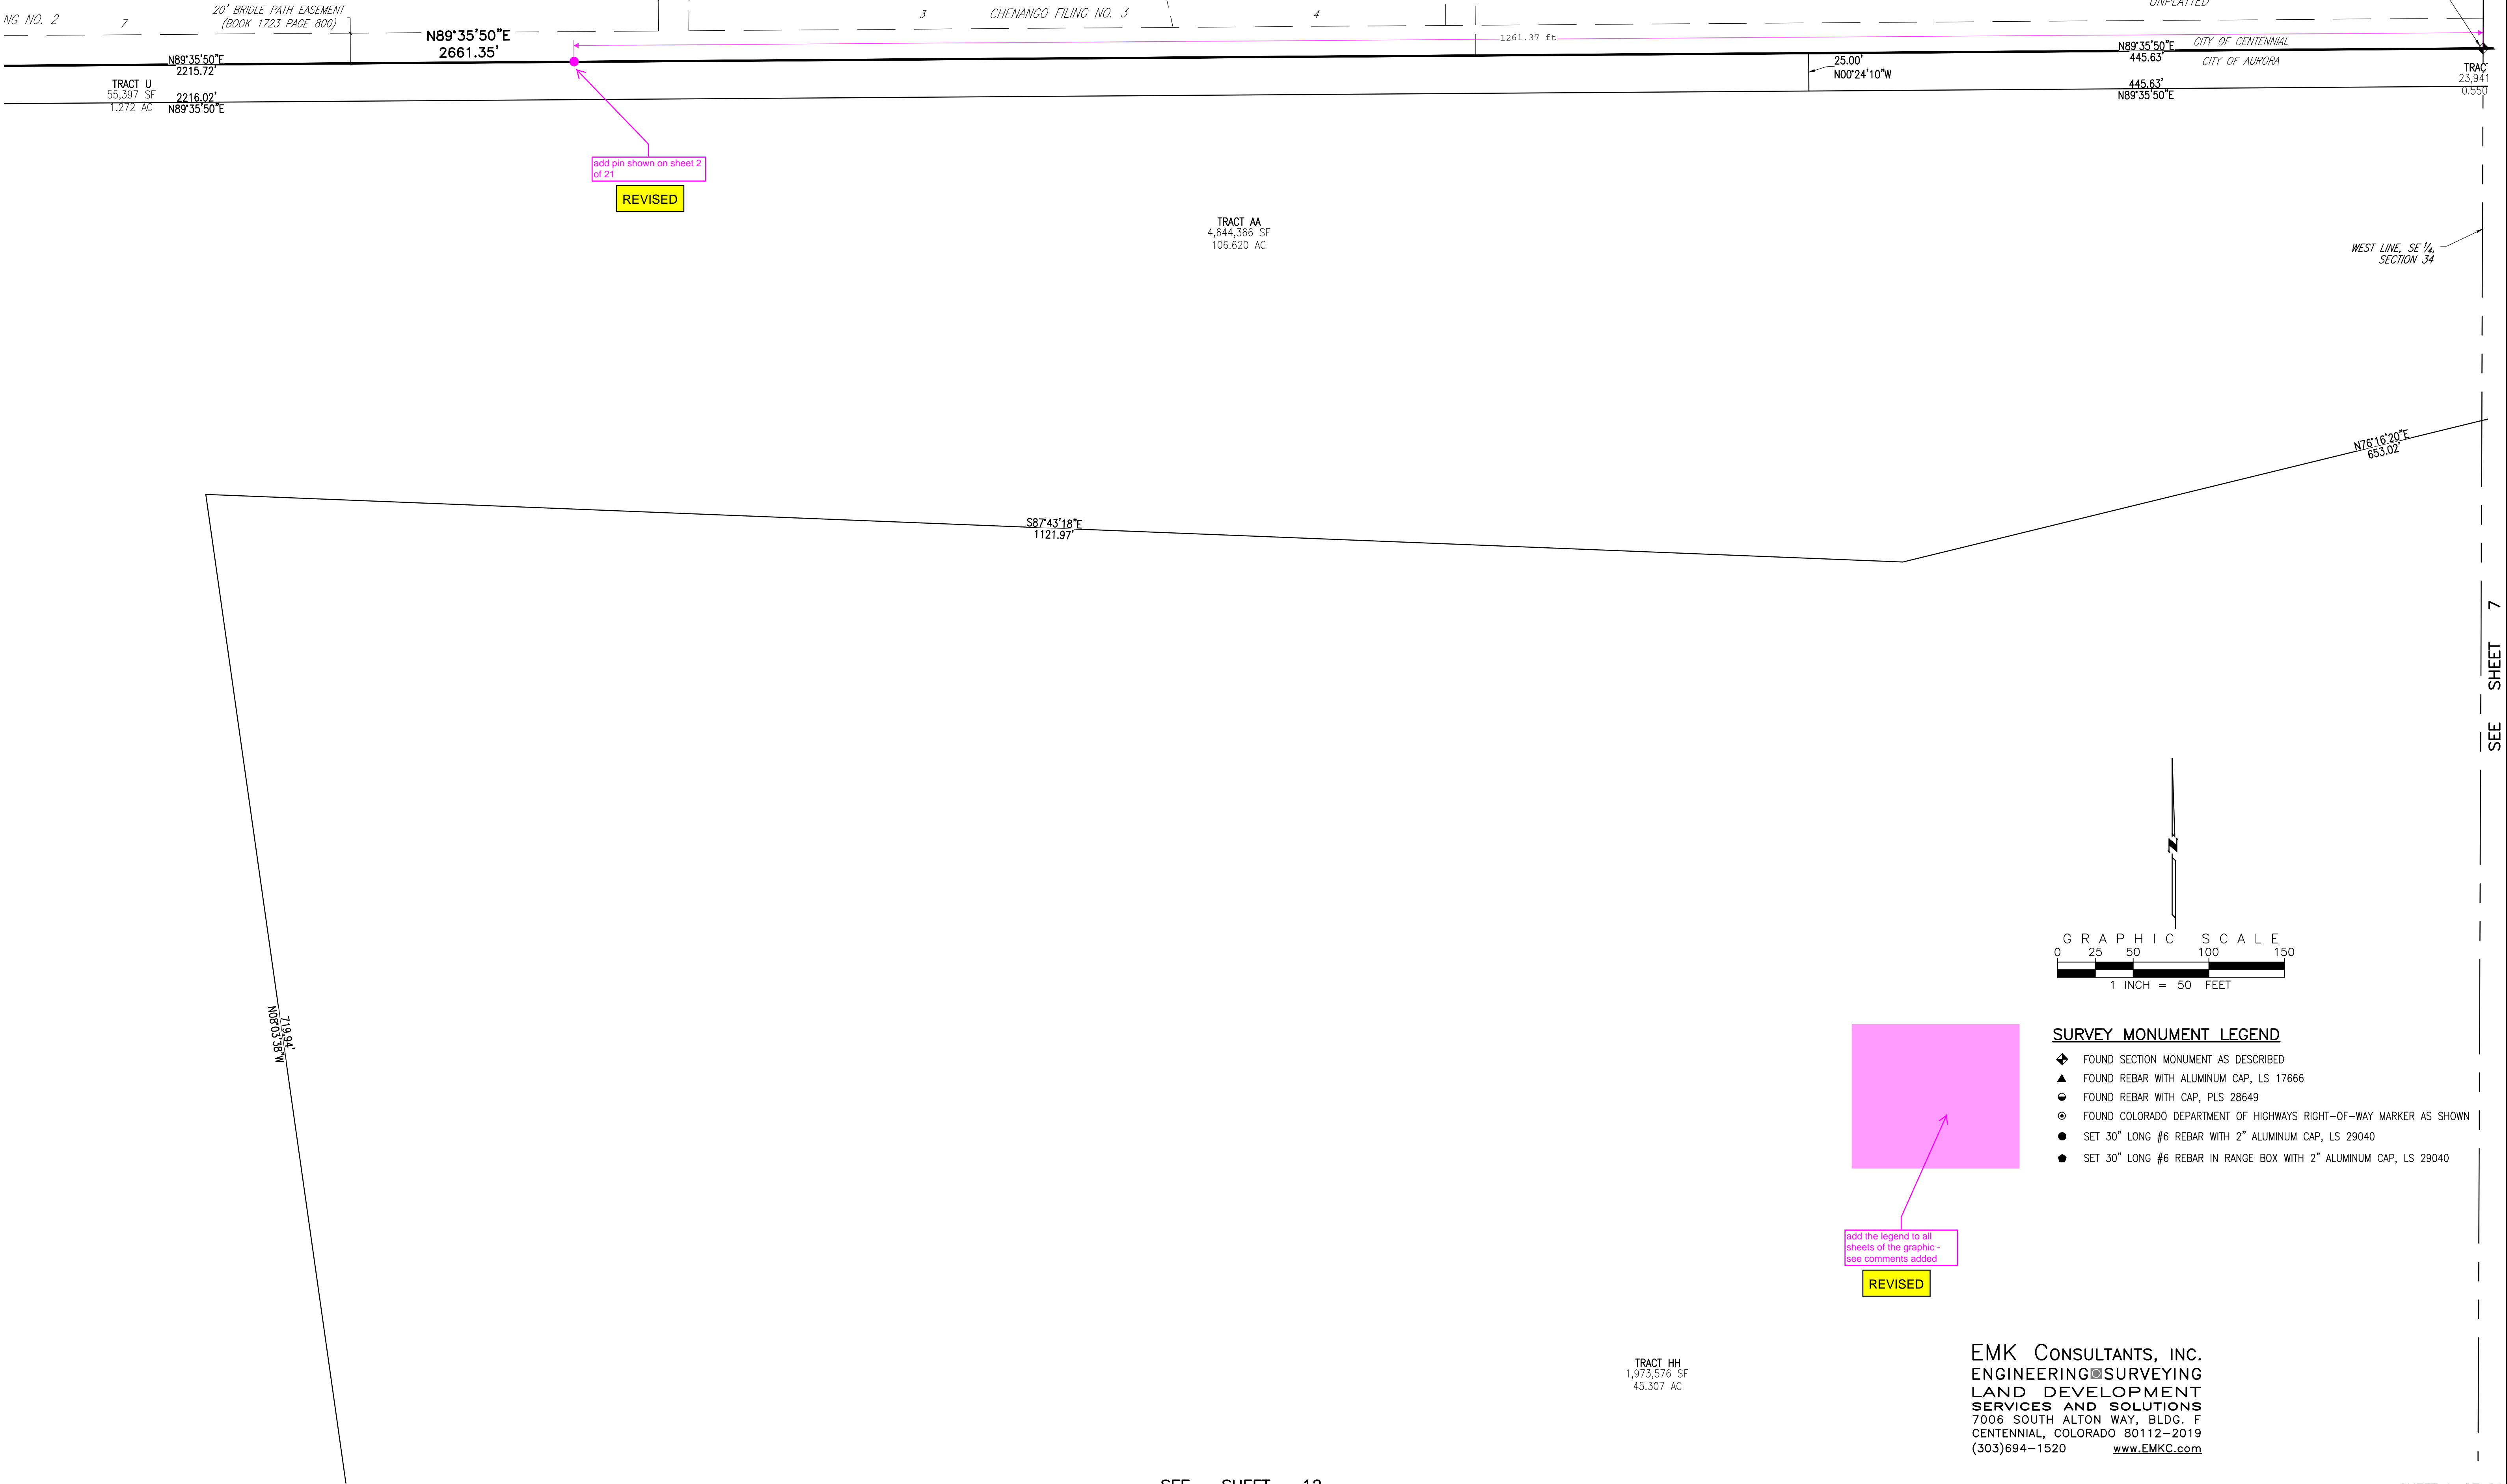 NG NO. 2
7
20' BRIDLE PATH EASEMENT
(BOOK 1723 PAGE 800)
3
CHENANGO FILING NO. 3
4
UNPLATTED
N89°35'50"E
2661.35'
1261.37 ft
N89°35'50"E
2215.72'
TRACT U
55,397 SF
1.272 AC
2216.02'
N89°35'50"E
25.00'
N00°24'10"W
N89°35'50"E
445.63'
CITY OF CENTENNIAL
CITY OF AURORA
445.63'
N89°35'50"E
TRAC
23,941
0.550
add pin shown on sheet 2
of 21
REVISED
TRACT AA
4,644,366 SF
106.620 AC
WEST LINE, SE 1/4,
SECTION 34
N76°16'20"E
653.02'
S87°43'18"E
1121.97'
SEE SHEET 7
719.94'
N08°03'38"W
GRAPHIC SCALE
0 25 50 100 150
1 INCH = 50 FEET
SURVEY MONUMENT LEGEND
FOUND SECTION MONUMENT AS DESCRIBED
FOUND REBAR WITH ALUMINUM CAP, LS 17666
FOUND REBAR WITH CAP, PLS 28649
FOUND COLORADO DEPARTMENT OF HIGHWAYS RIGHT-OF-WAY MARKER AS SHOWN
SET 30" LONG #6 REBAR WITH 2" ALUMINUM CAP, LS 29040
SET 30" LONG #6 REBAR IN RANGE BOX WITH 2" ALUMINUM CAP, LS 29040
add the legend to all
sheets of the graphic -
see comments added
REVISED
TRACT HH
1,973,576 SF
45.307 AC
EMK CONSULTANTS, INC.
ENGINEERING SURVEYING
LAND DEVELOPMENT
SERVICES AND SOLUTIONS
7006 SOUTH ALTON WAY, BLDG. F
CENTENNIAL, COLORADO 80112-2019
(303)694-1520 www.EMKC.com
SEE SHEET 12